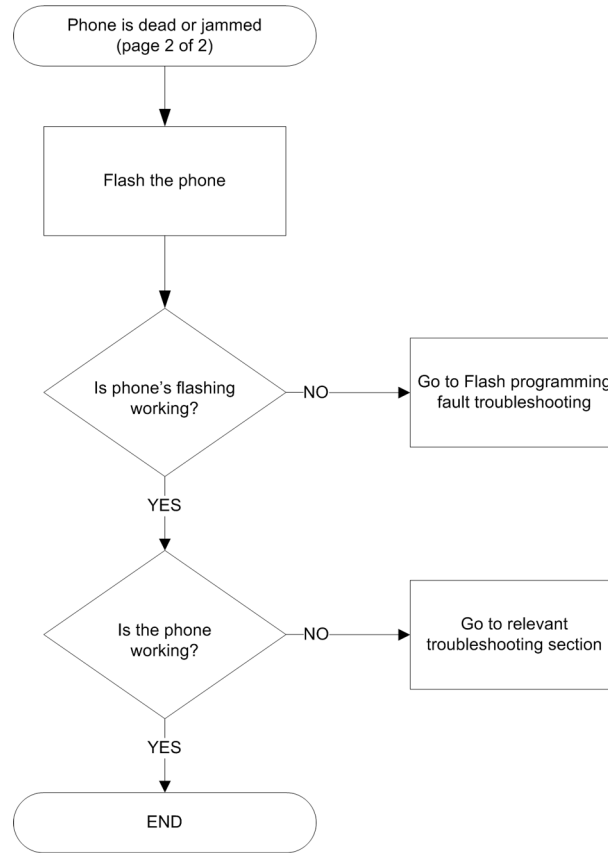 Phone is dead or jammed
(page 2 of 2)
Flash the phone
Is phone's flashing
working?
NO
Go to Flash programming
fault troubleshooting
YES
Is the phone
working?
NO
Go to relevant
troubleshooting section
YES
END